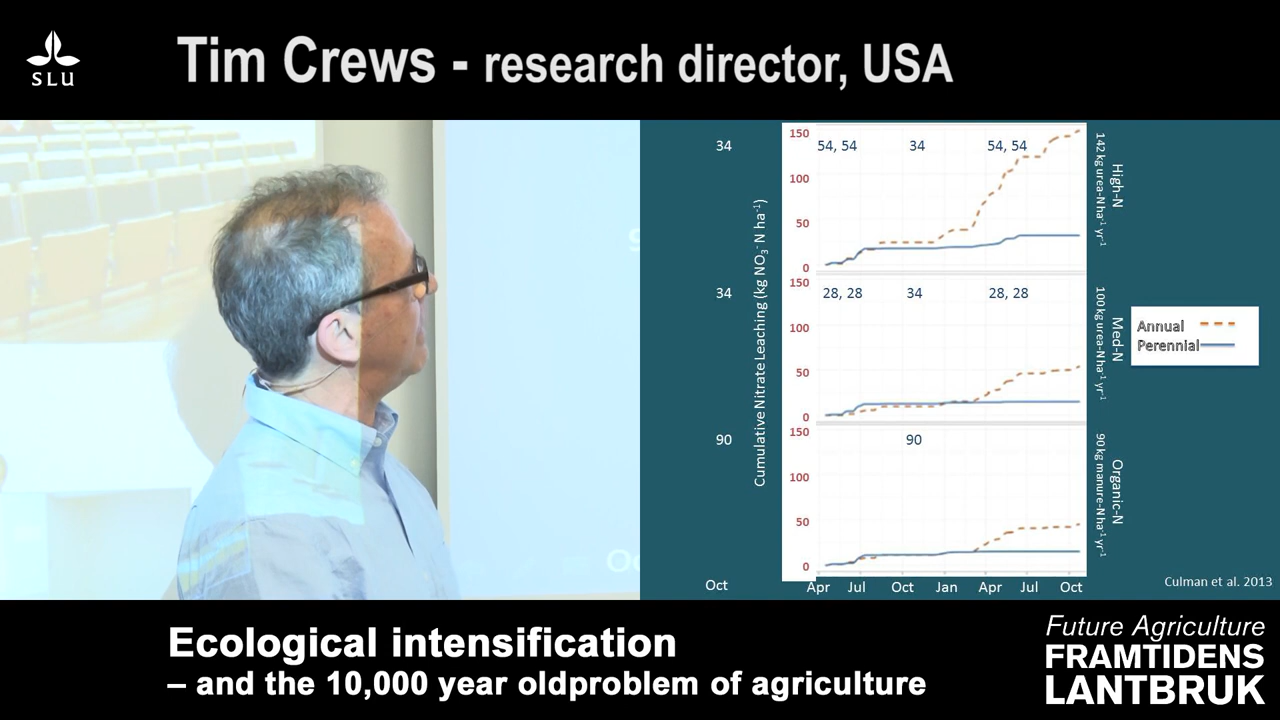 SLU
Tim Crews - research director, USA
34
34
90
Oct
Cumulative Nitrate Leaching (kg NO₃⁻ N ha⁻¹)
150
100
50
0
54, 54
34
54, 54
High-N
142 kg urea-N ha⁻¹ yr⁻¹
150
100
50
0
28, 28
34
28, 28
Med-N
100 kg urea-N ha⁻¹ yr⁻¹
150
100
50
0
90
Organic-N
90 kg manure-N ha⁻¹ yr⁻¹
Apr Jul Oct Jan Apr Jul Oct
Annual
Perennial
Culman et al. 2013
Ecological intensification
– and the 10,000 year oldproblem of agriculture
Future Agriculture
FRAMTIDENS
LANTBRUK